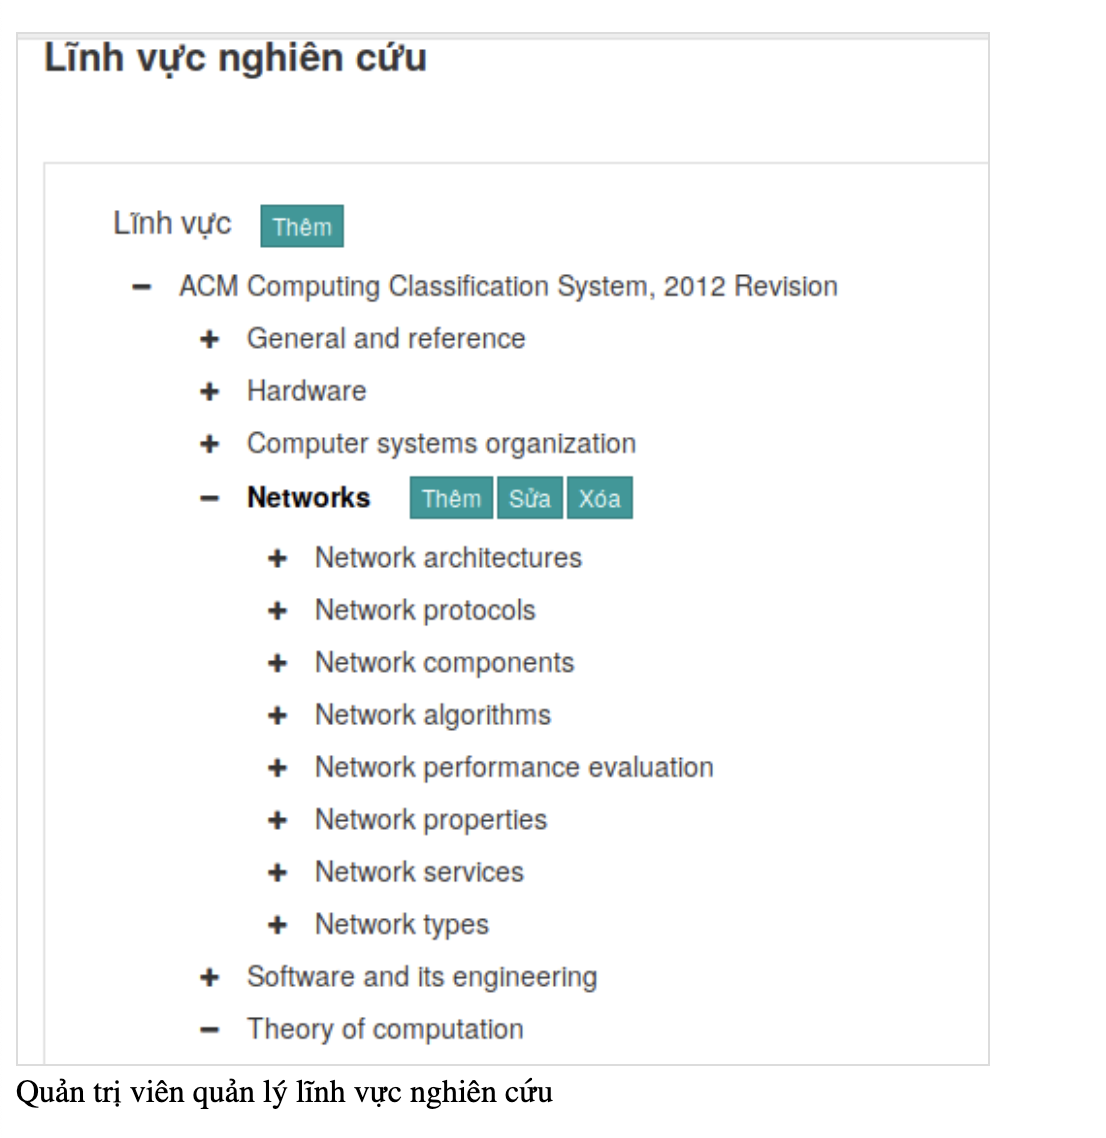 Lĩnh vực nghiên cứu
Lĩnh vực Thêm
ACM Computing Classification System, 2012 Revision
General and reference
Hardware
Computer systems organization
Networks Thêm Sửa Xóa
Network architectures
Network protocols
Network components
Network algorithms
Network performance evaluation
Network properties
Network services
Network types
Software and its engineering
Theory of computation
Quản trị viên quản lý lĩnh vực nghiên cứu